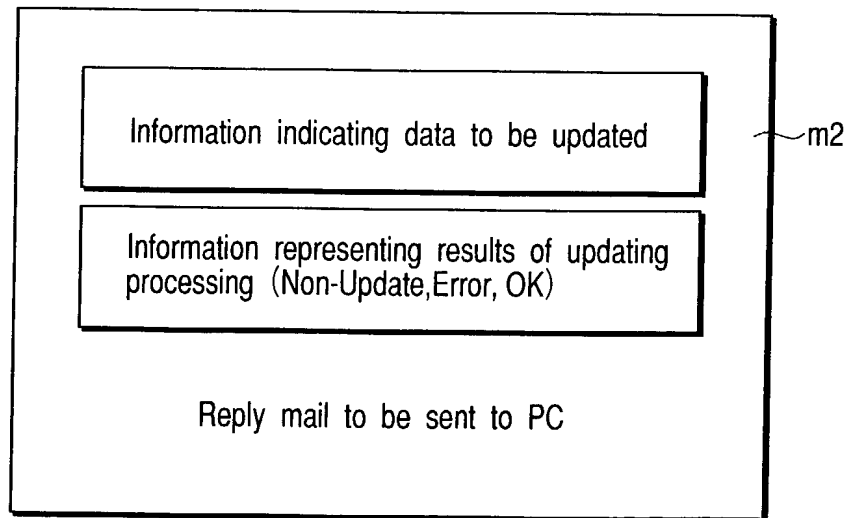 Information indicating data to be updated
m2
Information representing results of updating
processing (Non-Update,Error, OK)
Reply mail to be sent to PC